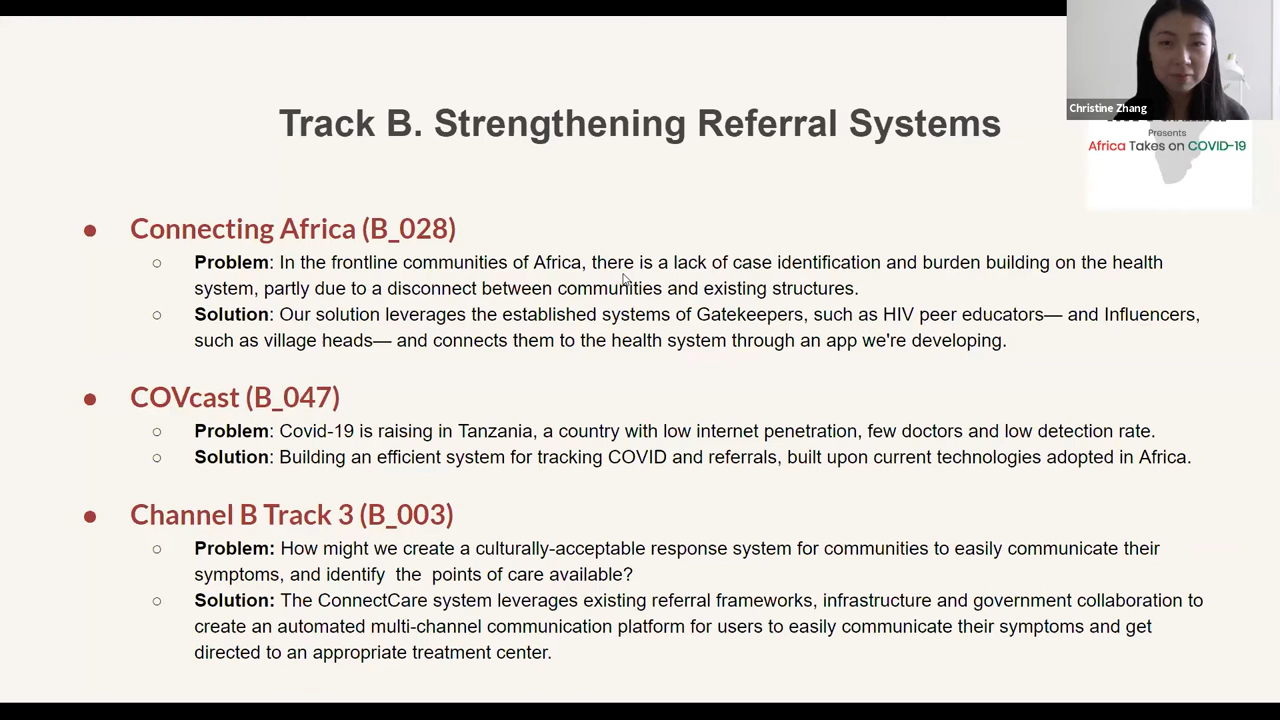 Christine Zhang
Presents
Africa Takes on COVID-19
Track B. Strengthening Referral Systems
● Connecting Africa (B_028)
○ Problem: In the frontline communities of Africa, there is a lack of case identification and burden building on the health
system, partly due to a disconnect between communities and existing structures.
○ Solution: Our solution leverages the established systems of Gatekeepers, such as HIV peer educators— and Influencers,
such as village heads— and connects them to the health system through an app we're developing.
● COVcast (B_047)
○ Problem: Covid-19 is raising in Tanzania, a country with low internet penetration, few doctors and low detection rate.
○ Solution: Building an efficient system for tracking COVID and referrals, built upon current technologies adopted in Africa.
● Channel B Track 3 (B_003)
○ Problem: How might we create a culturally-acceptable response system for communities to easily communicate their
symptoms, and identify the points of care available?
○ Solution: The ConnectCare system leverages existing referral frameworks, infrastructure and government collaboration to
create an automated multi-channel communication platform for users to easily communicate their symptoms and get
directed to an appropriate treatment center.